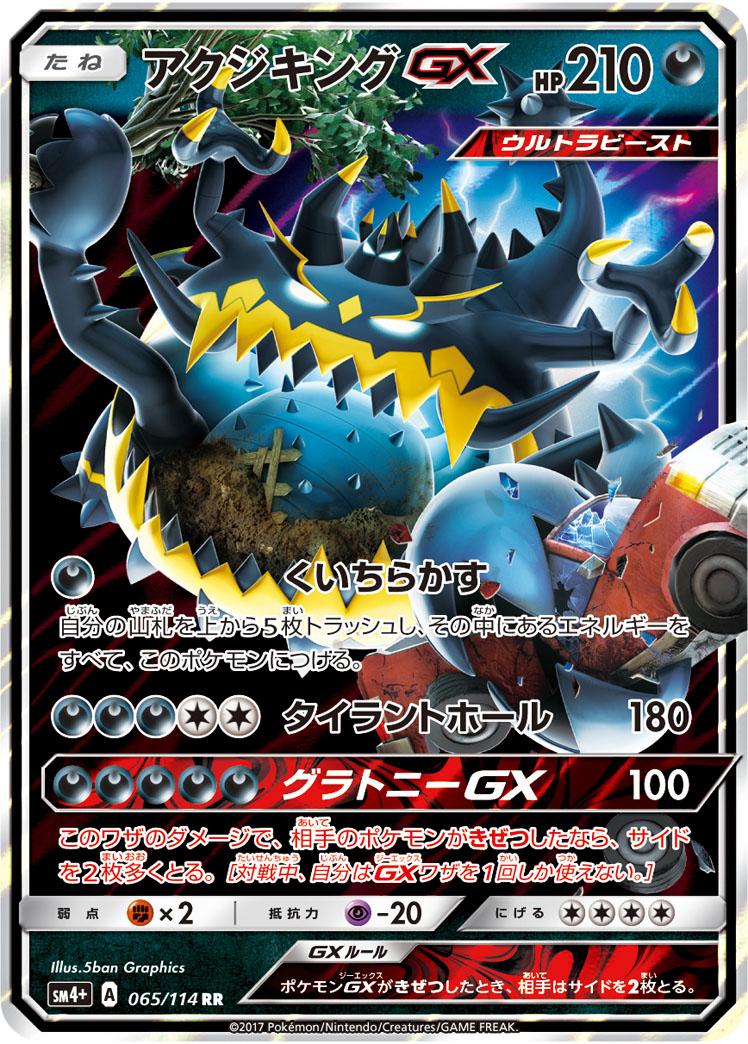 たね
アクジキングGX
HP210
ウルトラビースト
くいちらかす
自分の山札を上から5枚トラッシュし、その中にあるエネルギーを
すべて、このポケモンにつける。
タイラントホール 180
グラトニーGX 100
このワザのダメージで、相手のポケモンがきぜつしたなら、サイド
を2枚多くとる。[対戦中、自分はGXワザを1回しか使えない。]
弱点 ×2 抵抗力 -20 にげる
Illus.5ban Graphics
GXルール
ポケモンGXがきぜつしたとき、相手はサイドを2枚とる。
SM4+ A 065/114 RR
©2017 Pokémon/Nintendo/Creatures/GAME FREAK.